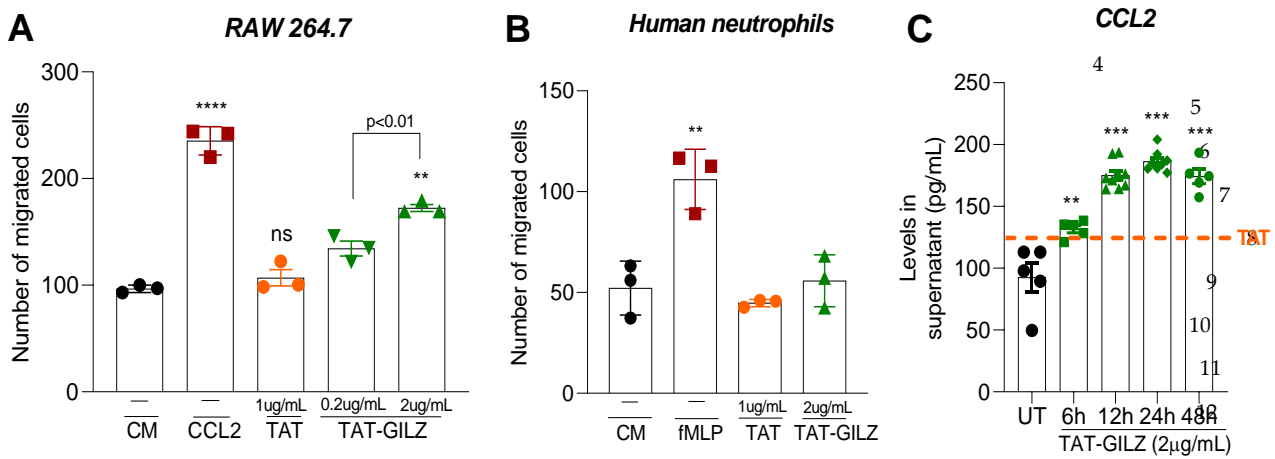 A RAW 264.7
Number of migrated cells
300
200
100
0
****
ns
p<0.01
**
— — 1ug/mL 0.2ug/mL 2ug/mL
CM CCL2 TAT TAT-GILZ
B Human neutrophils
Number of migrated cells
150
100
50
0
**
— — 1ug/mL 2ug/mL
CM fMLP TAT TAT-GILZ
C CCL2
Levels in
supernatant (pg/mL)
250
200
150
100
50
0
** *** *** ***
TAT
UT 6h 12h 24h 48h
TAT-GILZ (2µg/mL)
4
5
6
7
8
9
10
11
12